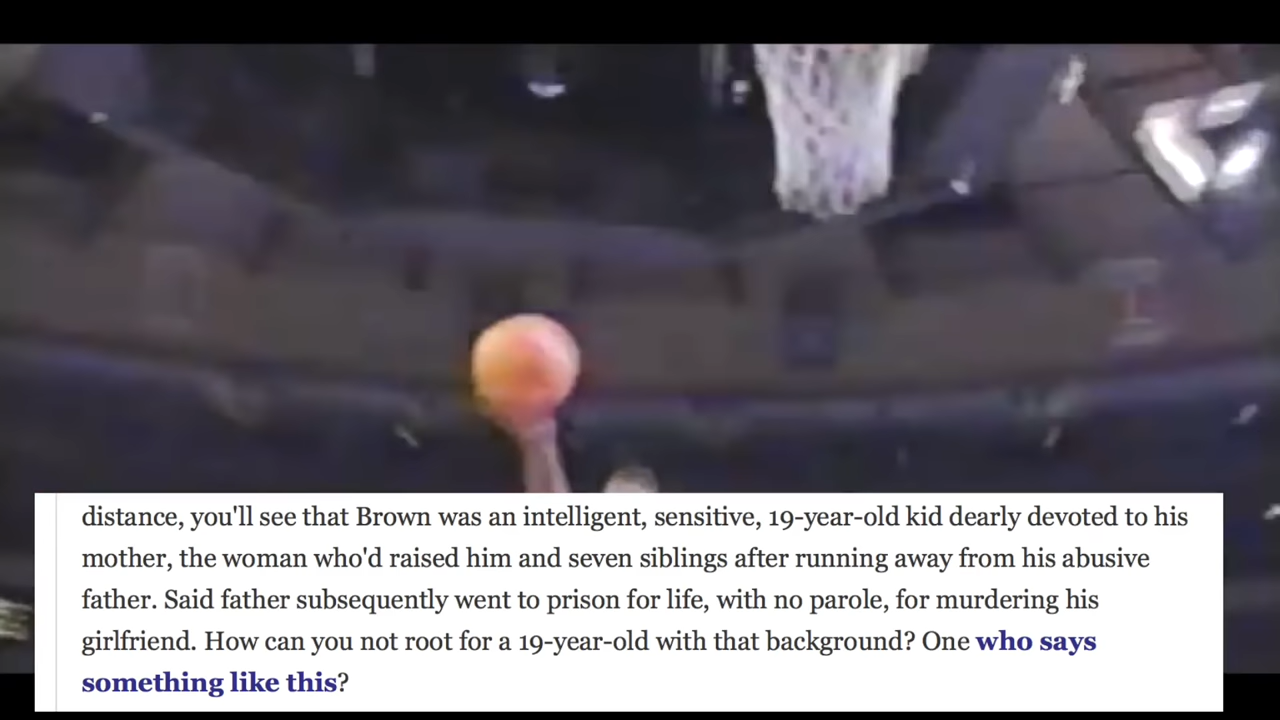 distance, you'll see that Brown was an intelligent, sensitive, 19-year-old kid dearly devoted to his
mother, the woman who'd raised him and seven siblings after running away from his abusive
father. Said father subsequently went to prison for life, with no parole, for murdering his
girlfriend. How can you not root for a 19-year-old with that background? One who says
something like this?